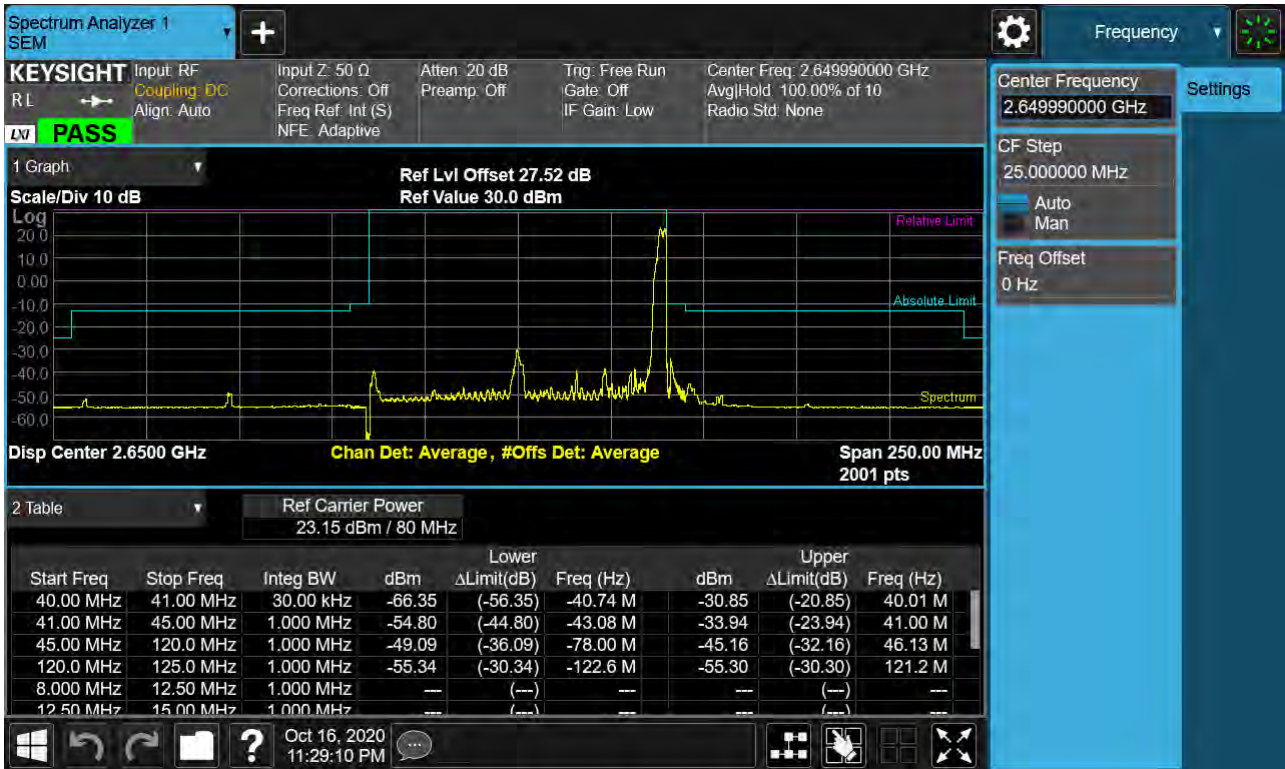 Spectrum Analyzer 1
SEM
Frequency
KEYSIGHT
R L
LXI
PASS
Input: RF
Coupling: DC
Align: Auto
Input Z: 50 Ω
Corrections: Off
Freq Ref: Int (S)
NFE: Adaptive
Atten: 20 dB
Preamp: Off
Trig: Free Run
Gate: Off
IF Gain: Low
Center Freq: 2.649990000 GHz
Avg|Hold: 100.00% of 10
Radio Std: None
Center Frequency
2.649990000 GHz
Settings
CF Step
25.000000 MHz
Auto
Man
Freq Offset
0 Hz
1 Graph
Ref Lvl Offset 27.52 dB
Scale/Div 10 dB
Ref Value 30.0 dBm
Log
Relative Limit
20.0
10.0
0.00
-10.0
Absolute Limit
-20.0
-30.0
-40.0
-50.0
Spectrum
-60.0
Disp Center 2.6500 GHz
Chan Det: Average, #Offs Det: Average
Span 250.00 MHz
2001 pts
2 Table
Ref Carrier Power
23.15 dBm / 80 MHz
Lower Upper
Start Freq Stop Freq Integ BW dBm ΔLimit(dB) Freq (Hz) dBm ΔLimit(dB) Freq (Hz)
40.00 MHz 41.00 MHz 30.00 kHz -66.35 (-56.35) -40.74 M -30.85 (-20.85) 40.01 M
41.00 MHz 45.00 MHz 1.000 MHz -54.80 (-44.80) -43.08 M -33.94 (-23.94) 41.00 M
45.00 MHz 120.0 MHz 1.000 MHz -49.09 (-36.09) -78.00 M -45.16 (-32.16) 46.13 M
120.0 MHz 125.0 MHz 1.000 MHz -55.34 (-30.34) -122.6 M -55.30 (-30.30) 121.2 M
8.000 MHz 12.50 MHz 1.000 MHz --- (---) --- --- (---) ---
12.50 MHz 15.00 MHz 1.000 MHz --- (---) --- --- (---) ---
?
Oct 16, 2020
11:29:10 PM